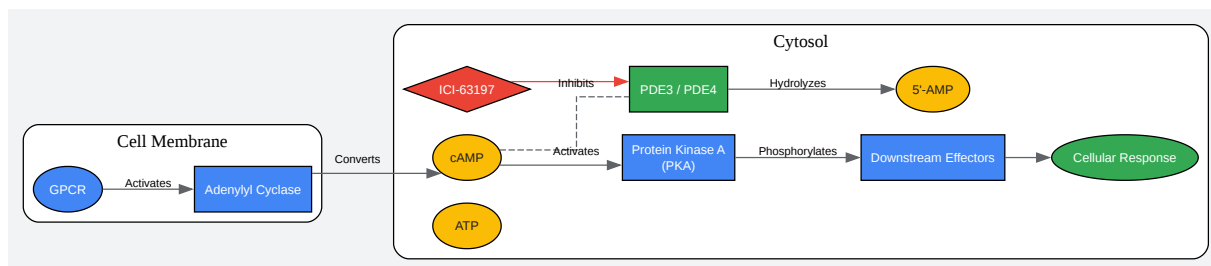 Cytosol
ICI-63197
Inhibits
PDE3 / PDE4
Hydrolyzes
5'-AMP
Cell Membrane
GPCR
Activates
Adenylyl Cyclase
Converts
cAMP
Activates
Protein Kinase A
(PKA)
Phosphorylates
Downstream Effectors
Cellular Response
ATP